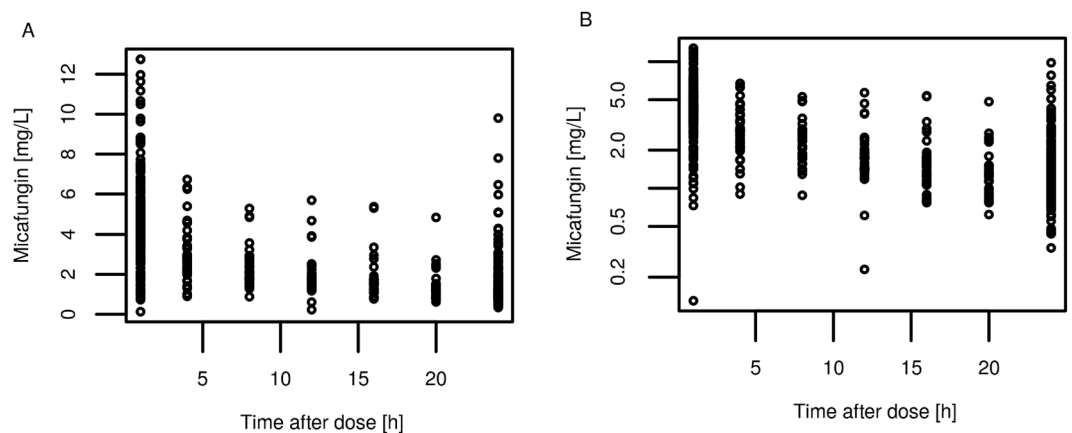 A
Micafungin [mg/L]
0 2 4 6 8 10 12
5 10 15 20
Time after dose [h]
B
Micafungin [mg/L]
0.2 0.5 2.0 5.0
5 10 15 20
Time after dose [h]